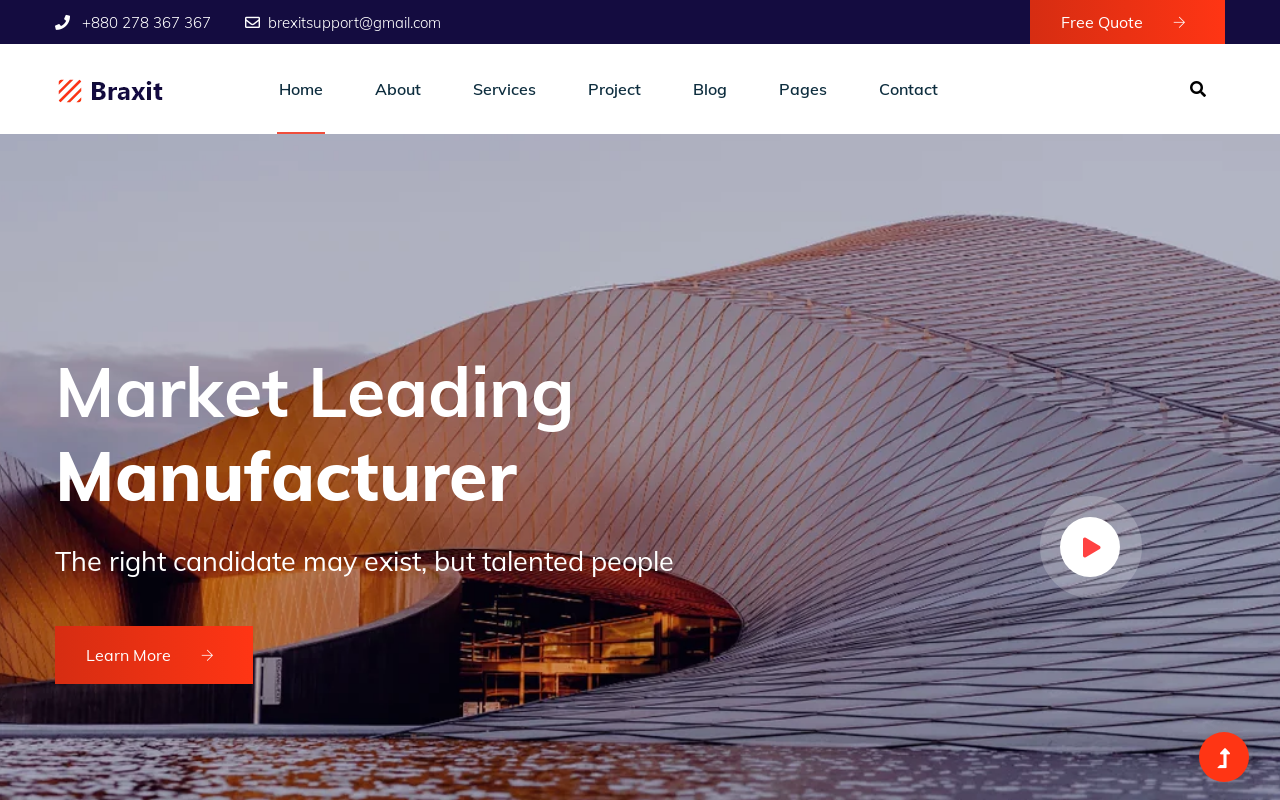 +880 278 367 367
brexitsupport@gmail.com
Free Quote
Braxit
Home
About
Services
Project
Blog
Pages
Contact
Market Leading
Manufacturer
The right candidate may exist, but talented people
Learn More